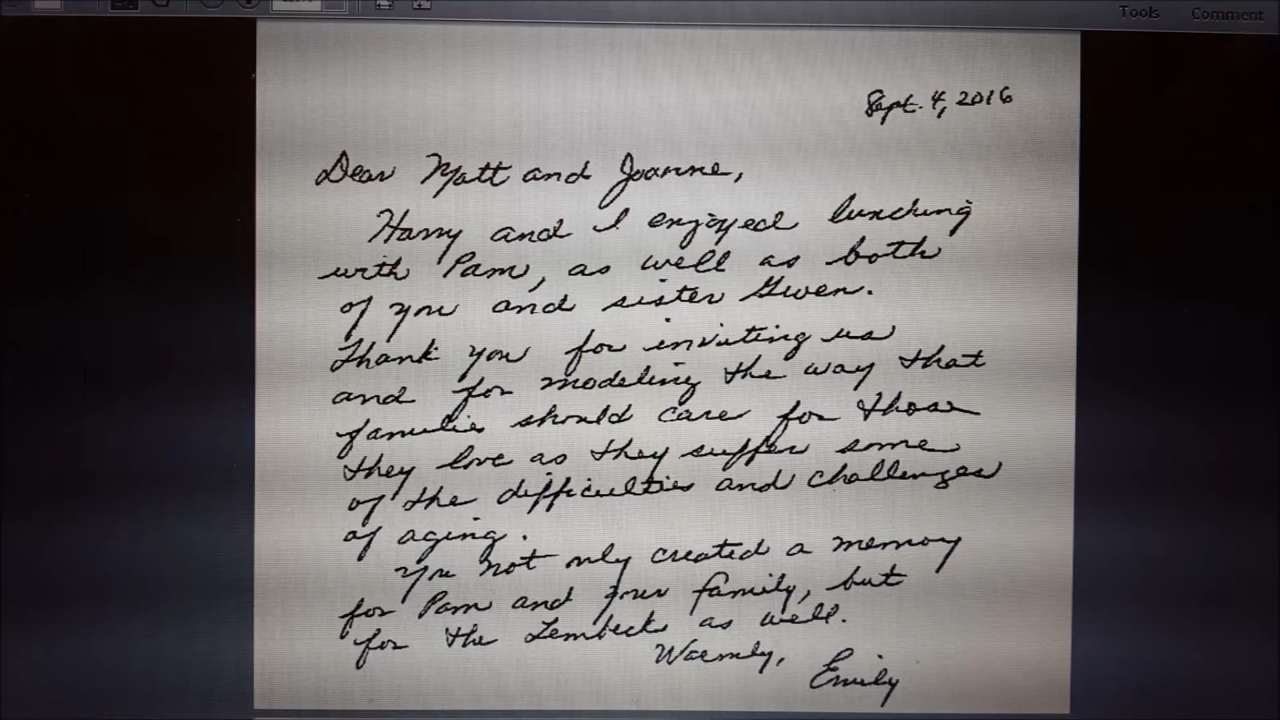 Tools Comment
Sept. 4, 2016
Dear Matt and Joanne,
Harry and I enjoyed lunching
with Pam, as well as both
of you and sister Gwen.
Thank you for inviting us
and for modeling the way that
families should care for those
they love as they suffer some
of the difficulties and challenges
of aging.
You not only created a memory
for Pam and your family, but
for the Lembecks as well.
Warmly,
Emily